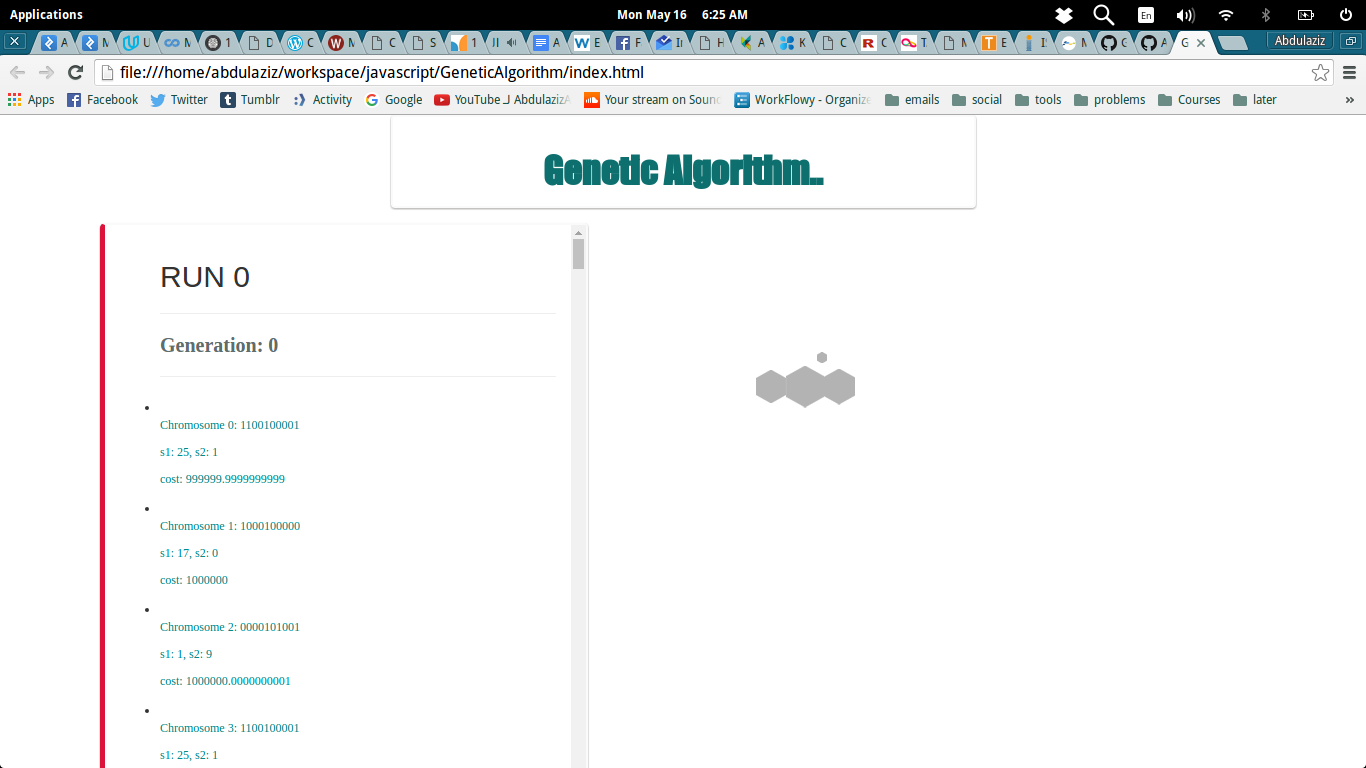 Applications Mon May 16 6:25 AM En
A M U M 1 D C M C S 1 JI A E F In H A K C R T M E I M G A G Abdulaziz
file:///home/abdulaziz/workspace/javascript/GeneticAlgorithm/index.html
Apps Facebook Twitter Tumblr Activity Google YouTube Your stream on Soun WorkFlowy - Organize emails social tools problems Courses later »
Genetic Algorithm..
RUN 0
Generation: 0
Chromosome 0: 1100100001
s1: 25, s2: 1
cost: 999999.9999999999
Chromosome 1: 1000100000
s1: 17, s2: 0
cost: 1000000
Chromosome 2: 0000101001
s1: 1, s2: 9
cost: 1000000.0000000001
Chromosome 3: 1100100001
s1: 25, s2: 1